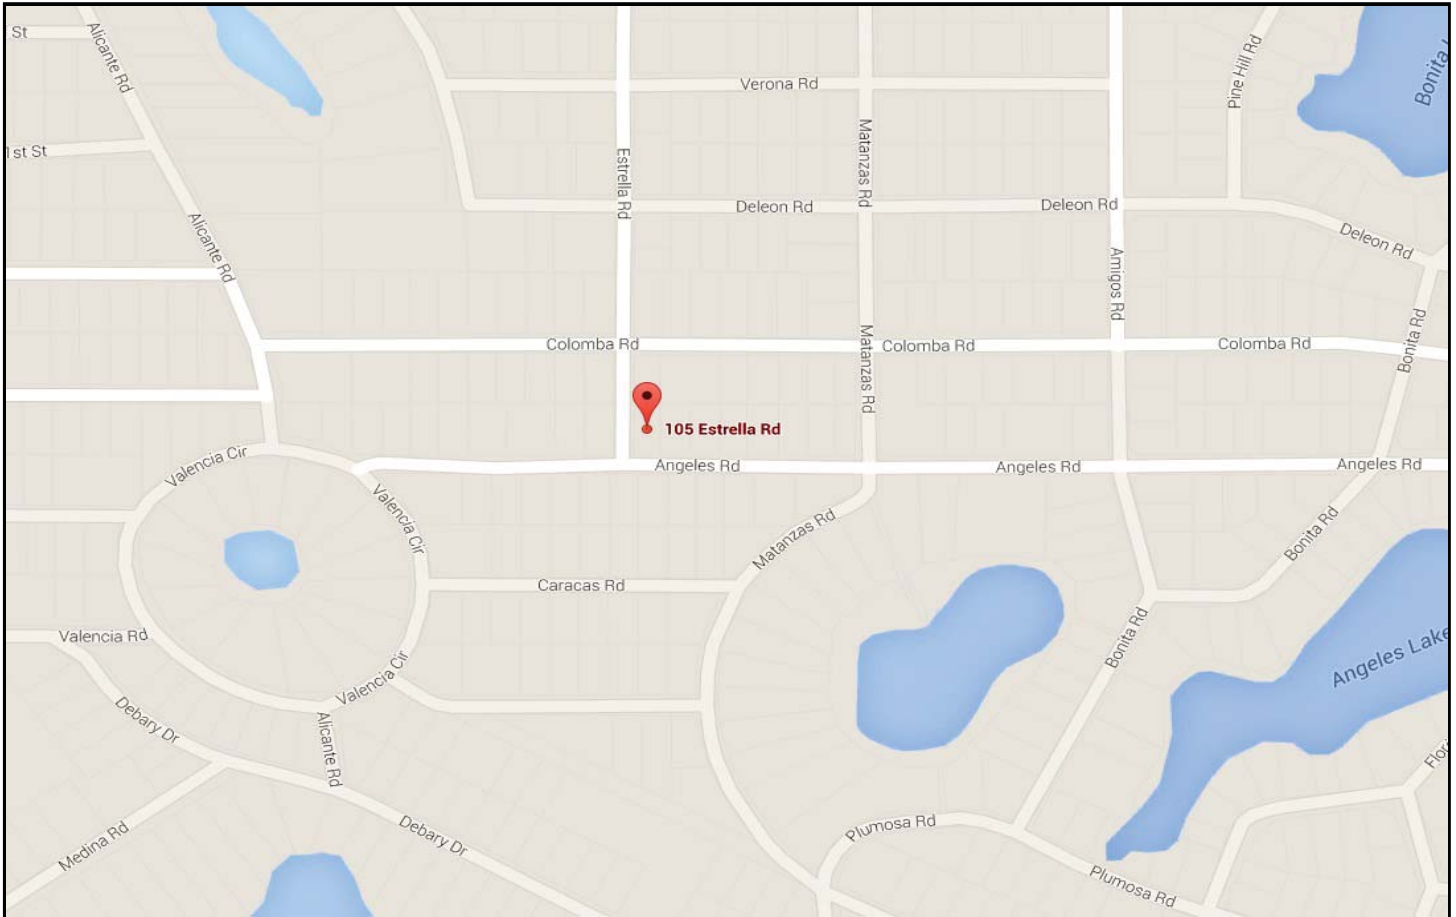 St
Alicante Rd
Bonita
Pine Hill Rd
Verona Rd
1st St
Matanzas Rd
Estrella Rd
Deleon Rd
Deleon Rd
Alicante Rd
Deleon Rd
Amigos Rd
Colomba Rd
Colomba Rd
Colomba Rd
Bonita Rd
Matanzas Rd
105 Estrella Rd
Valencia Cir
Angeles Rd
Angeles Rd
Angeles Rd
Valencia Cir
Matanzas Rd
Bonita Rd
Caracas Rd
Valencia Rd
Bonita Rd
Angeles Lake
Valencia Cir
Debary Dr
Alicante Rd
Plumosa Rd
Debary Dr
Medina Rd
Plumosa Rd